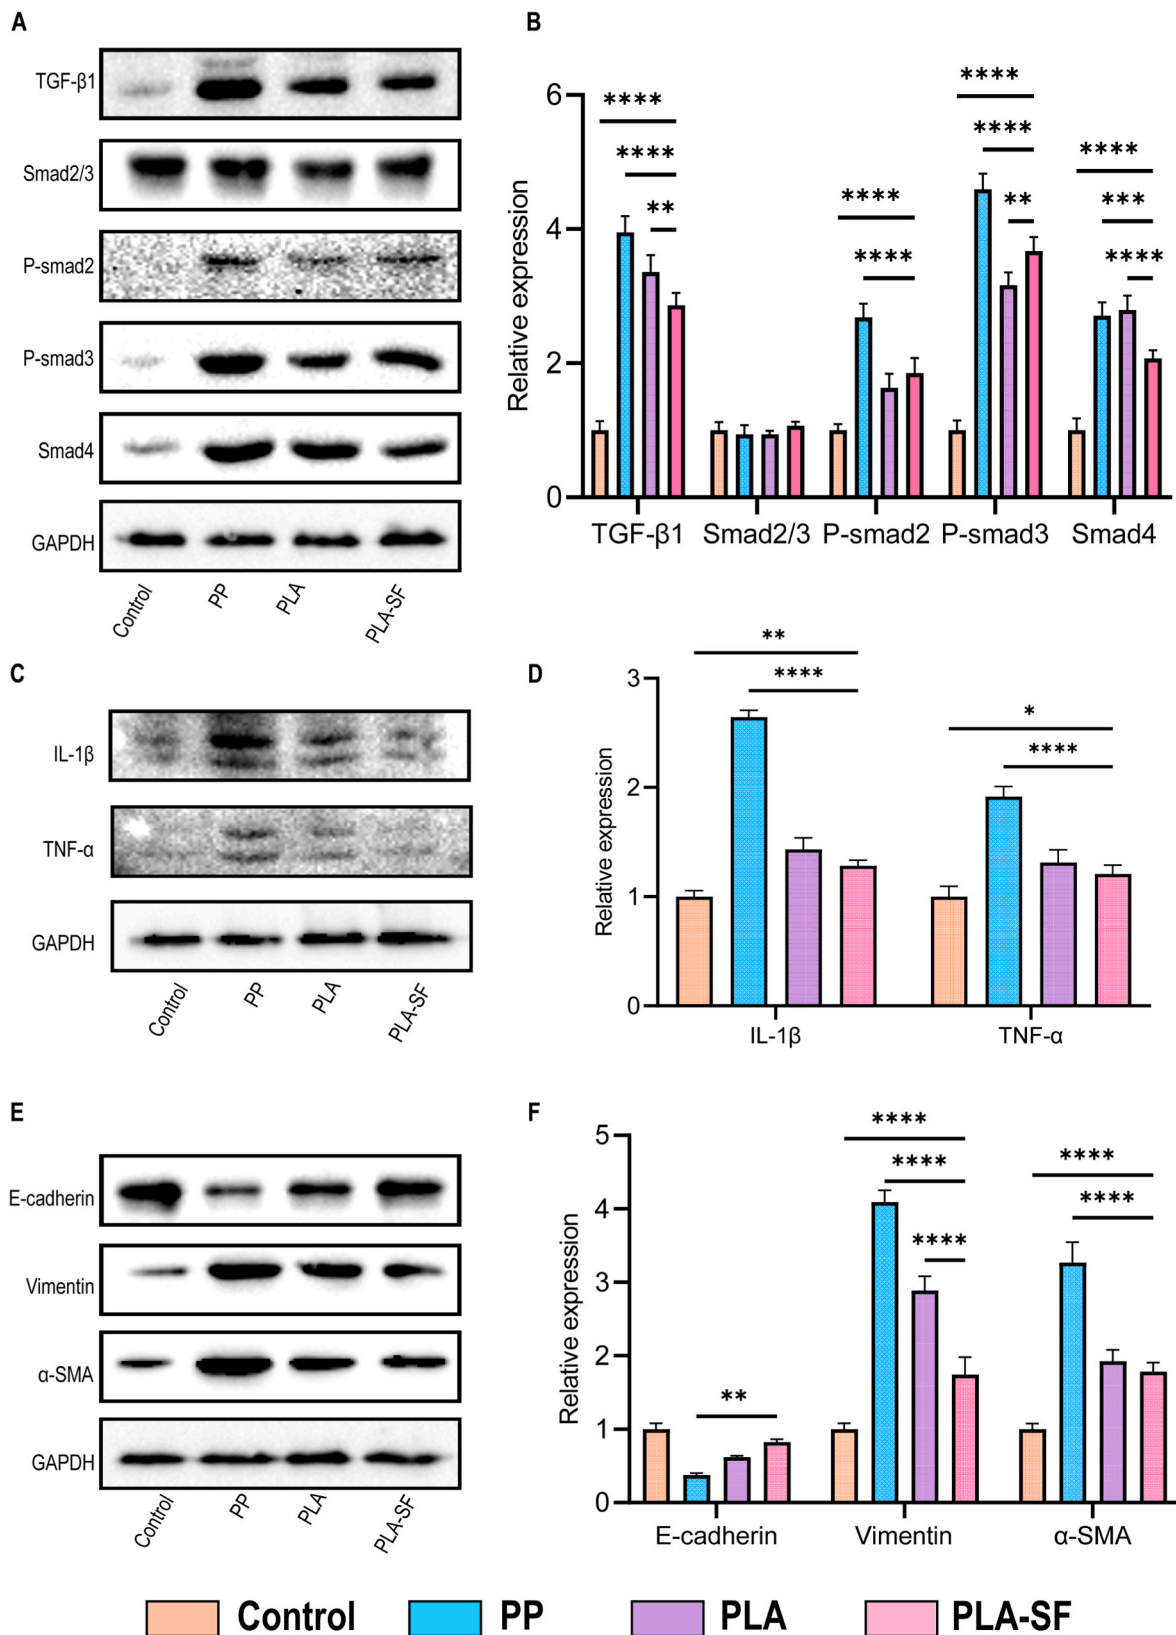 A
TGF-β1
Smad2/3
P-smad2
P-smad3
Smad4
GAPDH
Control
PP
PLA
PLA-SF
B
Relative expression
6
4
2
0
****
****
**
****
****
****
****
**
****
***
****
TGF-β1 Smad2/3 P-smad2 P-smad3 Smad4
C
IL-1β
TNF-α
GAPDH
Control
PP
PLA
PLA-SF
D
Relative expression
3
2
1
0
**
****
*
****
IL-1β TNF-α
E
E-cadherin
Vimentin
α-SMA
GAPDH
Control
PP
PLA
PLA-SF
F
Relative expression
5
4
3
2
1
0
**
****
****
****
****
****
E-cadherin Vimentin α-SMA
Control PP PLA PLA-SF